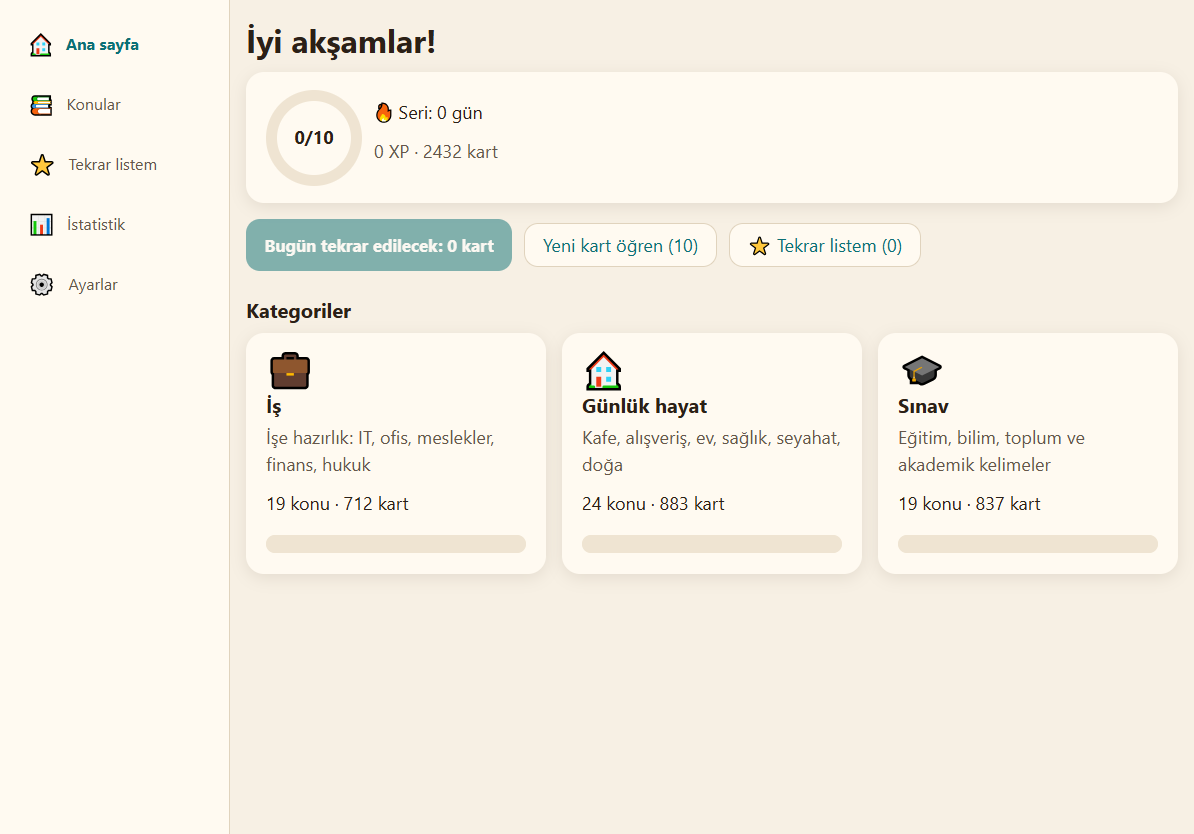 Ana sayfa
Konular
Tekrar listem
İstatistik
Ayarlar
İyi akşamlar!
0/10
Seri: 0 gün
0 XP · 2432 kart
Bugün tekrar edilecek: 0 kart
Yeni kart öğren (10)
Tekrar listem (0)
Kategoriler
İş
İşe hazırlık: IT, ofis, meslekler,
finans, hukuk
19 konu · 712 kart
Günlük hayat
Kafe, alışveriş, ev, sağlık, seyahat,
doğa
24 konu · 883 kart
Sınav
Eğitim, bilim, toplum ve
akademik kelimeler
19 konu · 837 kart